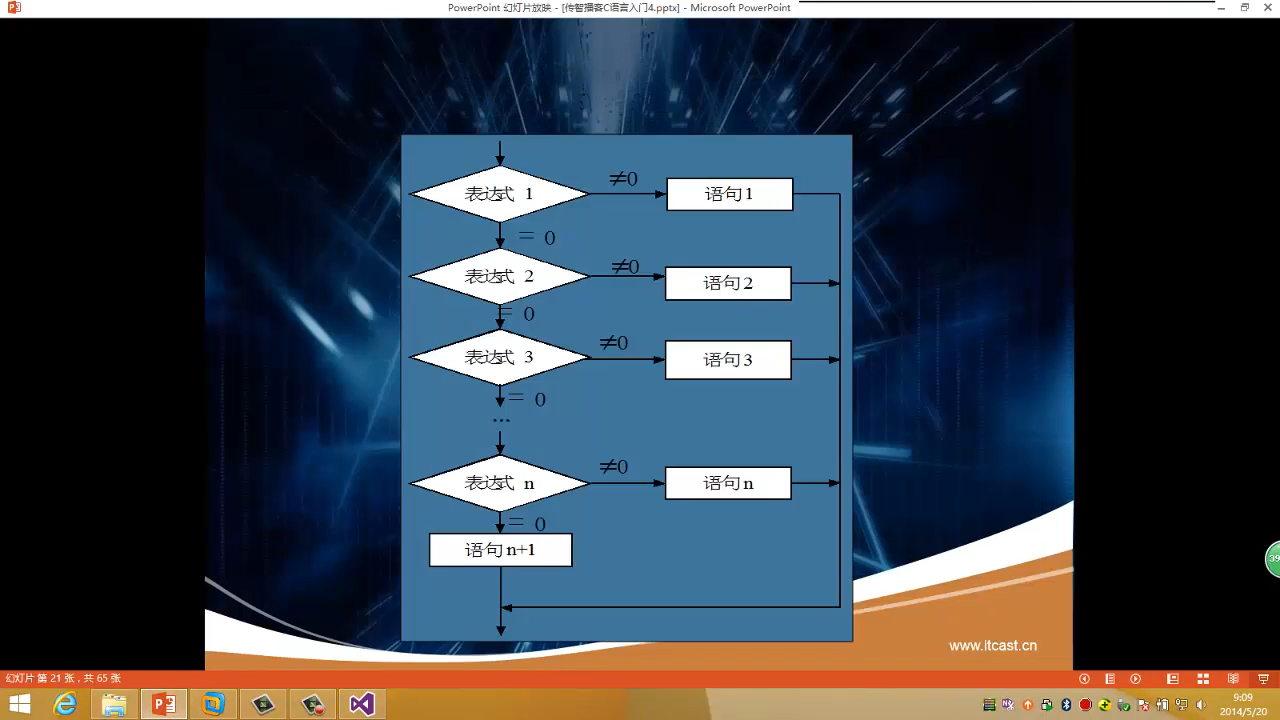 PowerPoint 幻灯片放映 - [传智播客C语言入门4.pptx] - Microsoft PowerPoint
表达式 1
≠0
语句1
= 0
表达式 2
≠0
语句2
= 0
表达式 3
≠0
语句3
= 0
...
表达式 n
≠0
语句n
= 0
语句n+1
www.itcast.cn
39
幻灯片 第 21 张，共 65 张
9:09
2014/5/20